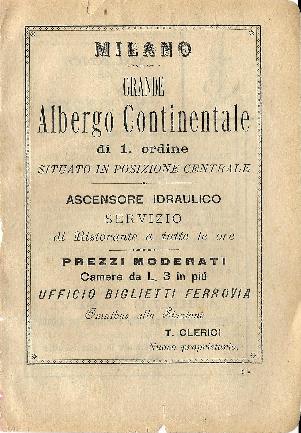 MILANO
GRANDE
Albergo Continentale
di 1. ordine
SITUATO IN POSIZIONE CENTRALE
ASCENSORE IDRAULICO
SERVIZIO
di Ristorante a tutte le ore
PREZZI MODERATI
Camere da L. 3 in più
UFFICIO BIGLIETTI FERROVIA
Omnibus alla Stazione
T. CLERICI
Nuovo proprietario.